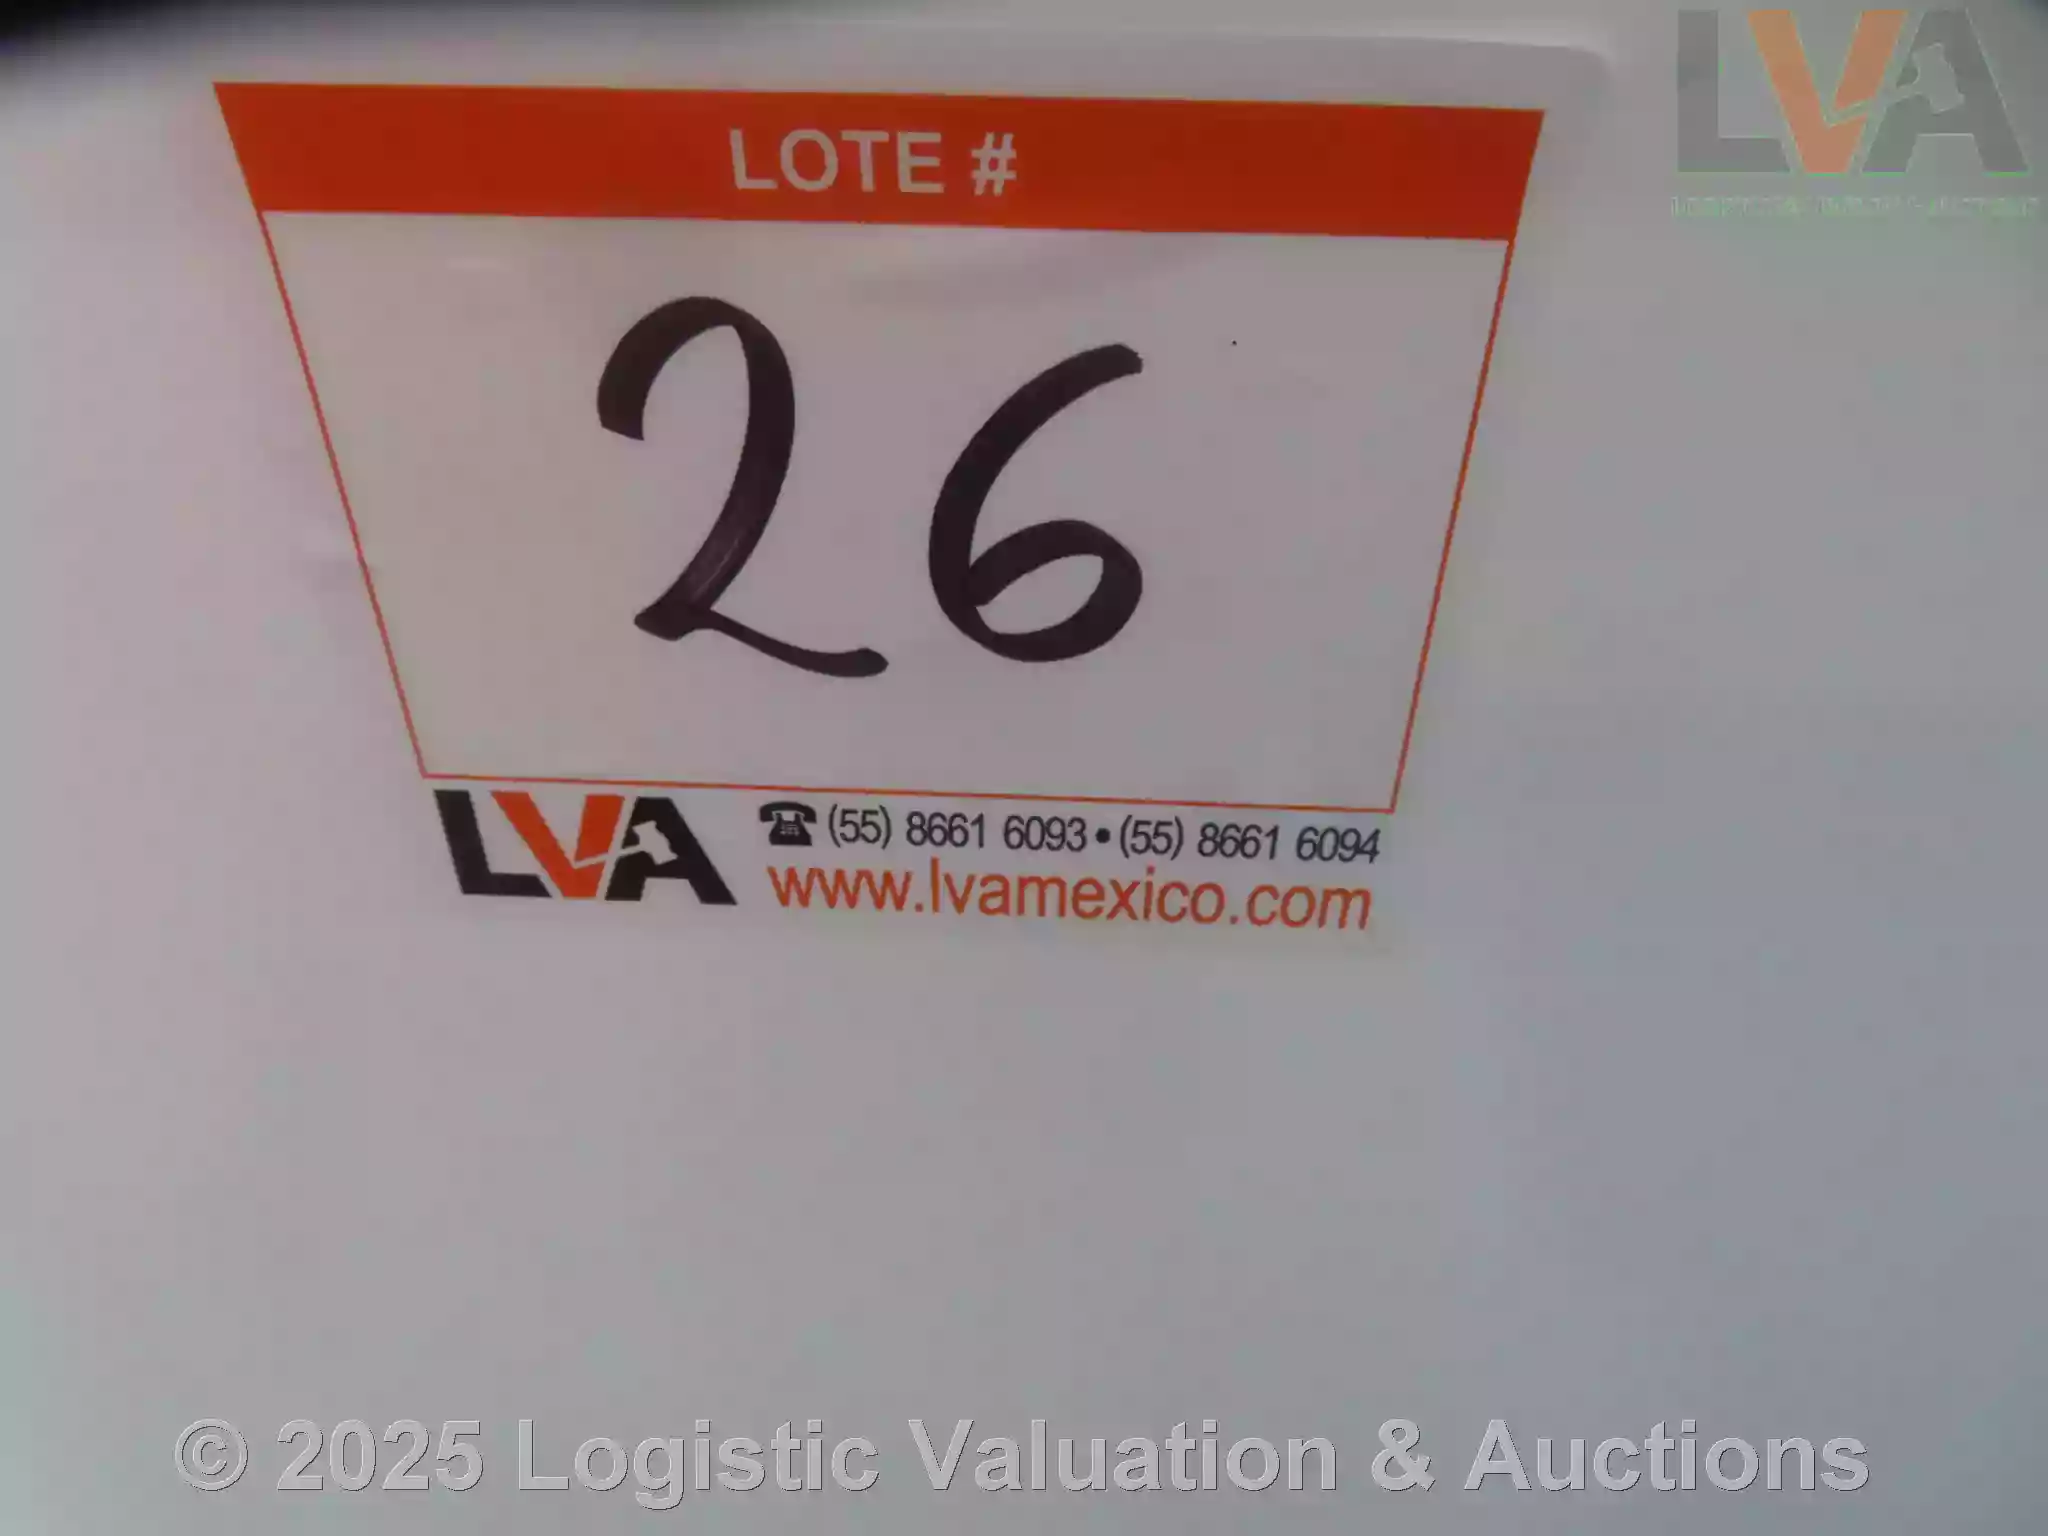 LVA
LOTE #
26
LVA
(55) 8661 6093 • (55) 8661 6094
www.lvamexico.com
© 2025 Logistic Valuation & Auctions